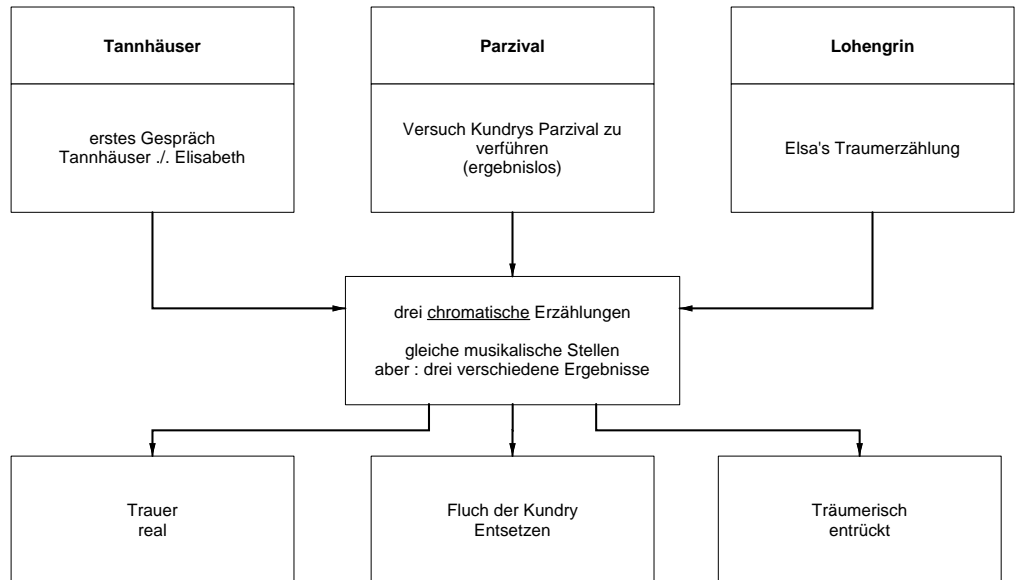 Tannhäuser
erstes Gespräch
Tannhäuser ./. Elisabeth
Parzival
Versuch Kundrys Parzival zu
verführen
(ergebnislos)
Lohengrin
Elsa's Traumerzählung
drei chromatische Erzählungen
gleiche musikalische Stellen
aber : drei verschiedene Ergebnisse
Trauer
real
Fluch der Kundry
Entsetzen
Träumerisch
entrückt